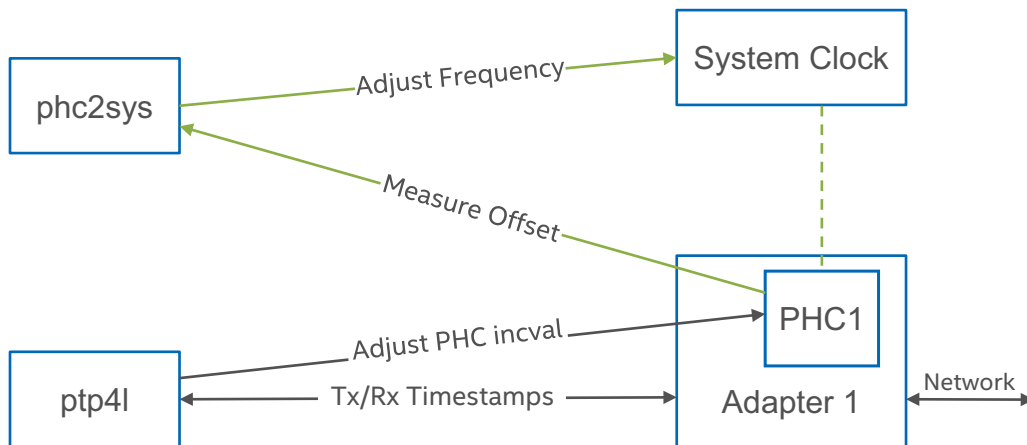 System Clock
Adjust Frequency
phc2sys
Measure Offset
PHC1
Adjust PHC incval
Network
ptp4l
Tx/Rx Timestamps
Adapter 1